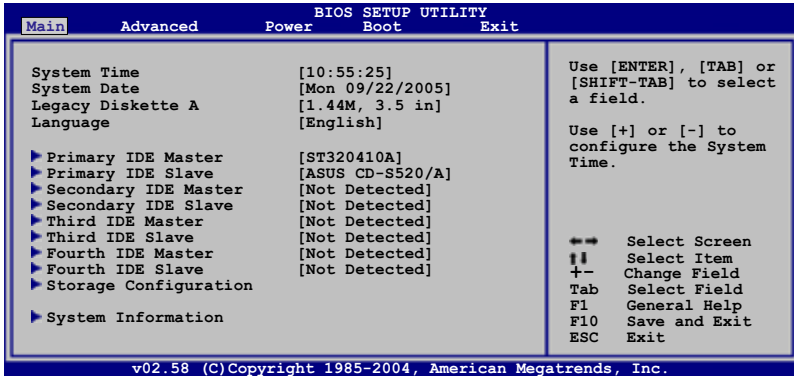 BIOS SETUP UTILITY
Main Advanced Power Boot Exit
System Time [10:55:25]
System Date [Mon 09/22/2005]
Legacy Diskette A [1.44M, 3.5 in]
Language [English]
Primary IDE Master [ST320410A]
Primary IDE Slave [ASUS CD-S520/A]
Secondary IDE Master [Not Detected]
Secondary IDE Slave [Not Detected]
Third IDE Master [Not Detected]
Third IDE Slave [Not Detected]
Fourth IDE Master [Not Detected]
Fourth IDE Slave [Not Detected]
Storage Configuration
System Information
Use [ENTER], [TAB] or
[SHIFT-TAB] to select
a field.
Use [+] or [-] to
configure the System
Time.
Select Screen
Select Item
+- Change Field
Tab Select Field
F1 General Help
F10 Save and Exit
ESC Exit
v02.58 (C)Copyright 1985-2004, American Megatrends, Inc.